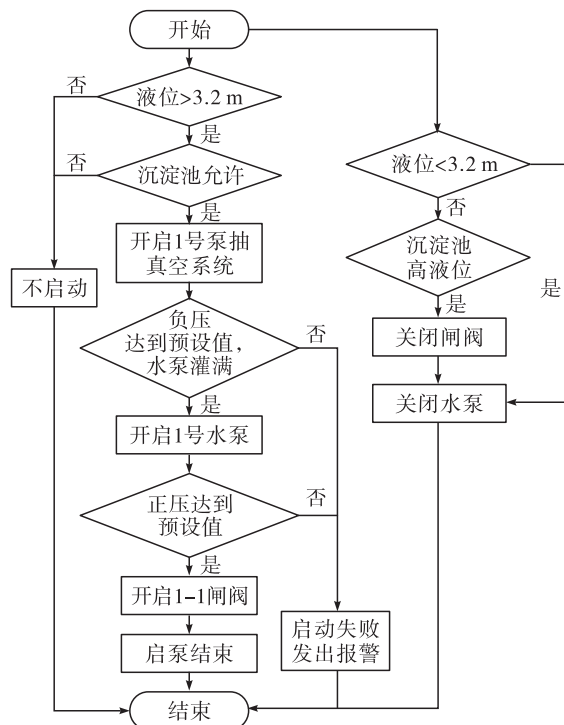 开始
否
液位>3.2 m
是
否
沉淀池允许
是
开启1号泵抽
真空系统
不启动
负压
达到预设值,
水泵灌满
否
是
开启1号水泵
正压达到
预设值
否
是
开启1-1闸阀
启泵结束
启动失败
发出报警
结束
液位<3.2 m
否
沉淀池
高液位
是
是
关闭闸阀
关闭水泵